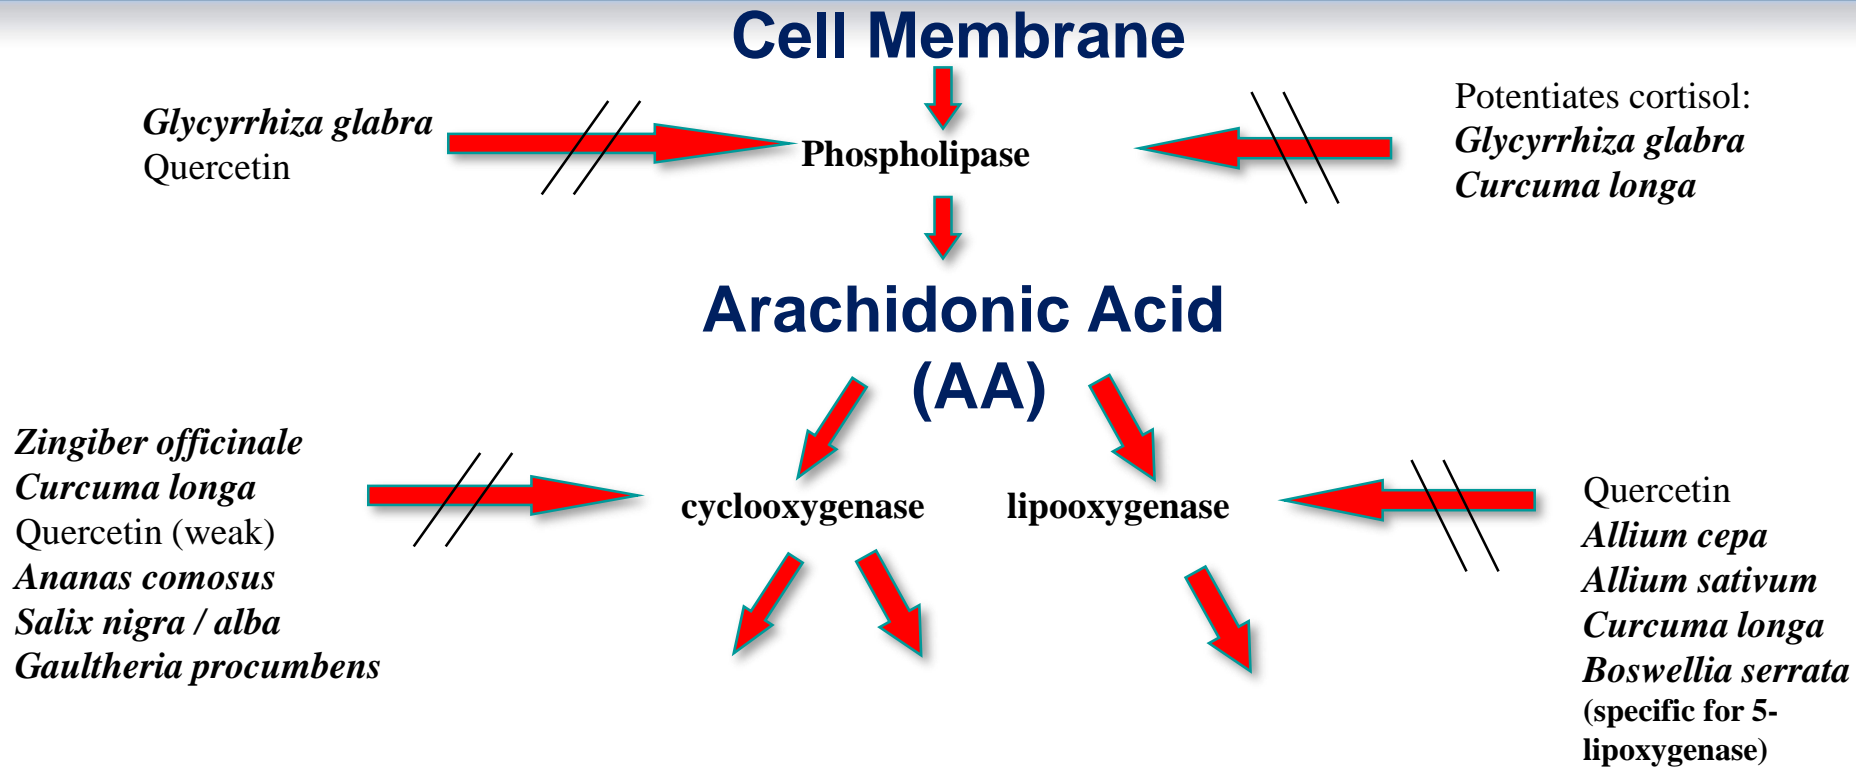 Cell Membrane
Glycyrrhiza glabra
Quercetin
Phospholipase
Potentiates cortisol:
Glycyrrhiza glabra
Curcuma longa
Arachidonic Acid
(AA)
Zingiber officinale
Curcuma longa
Quercetin (weak)
Ananas comosus
Salix nigra / alba
Gaultheria procumbens
cyclooxygenase
lipooxygenase
Quercetin
Allium cepa
Allium sativum
Curcuma longa
Boswellia serrata
(specific for 5-
lipoxygenase)